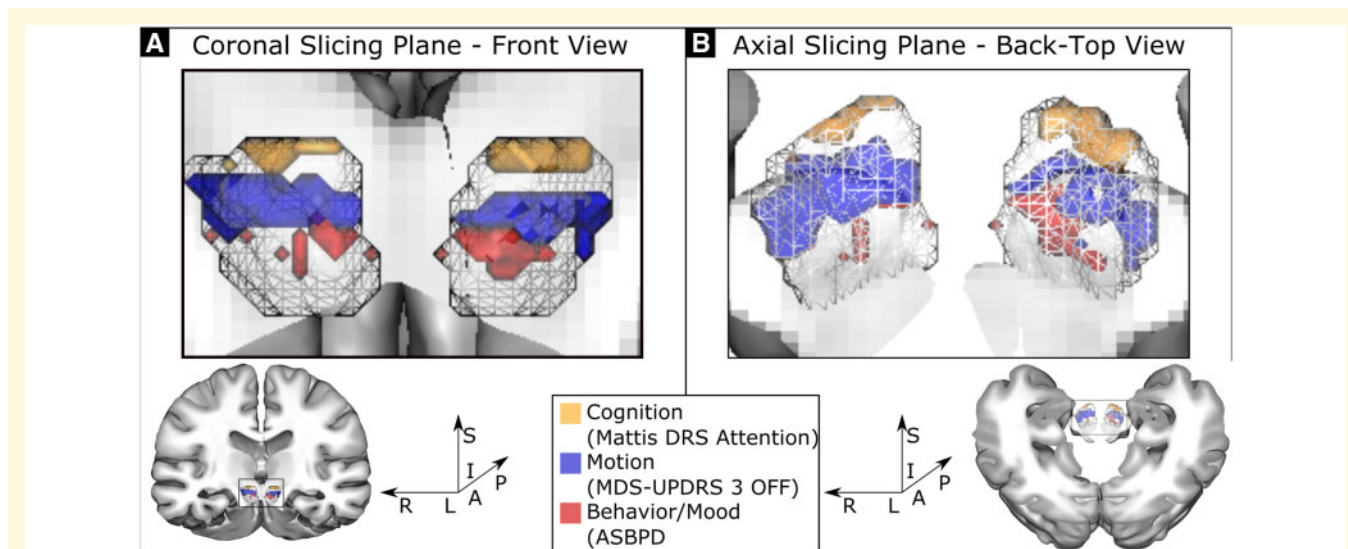 A Coronal Slicing Plane - Front View
B Axial Slicing Plane - Back-Top View
S
I
P
R
L
A
Cognition
(Mattis DRS Attention)
Motion
(MDS-UPDRS 3 OFF)
Behavior/Mood
(ASBPD
S
I
P
R
L
A